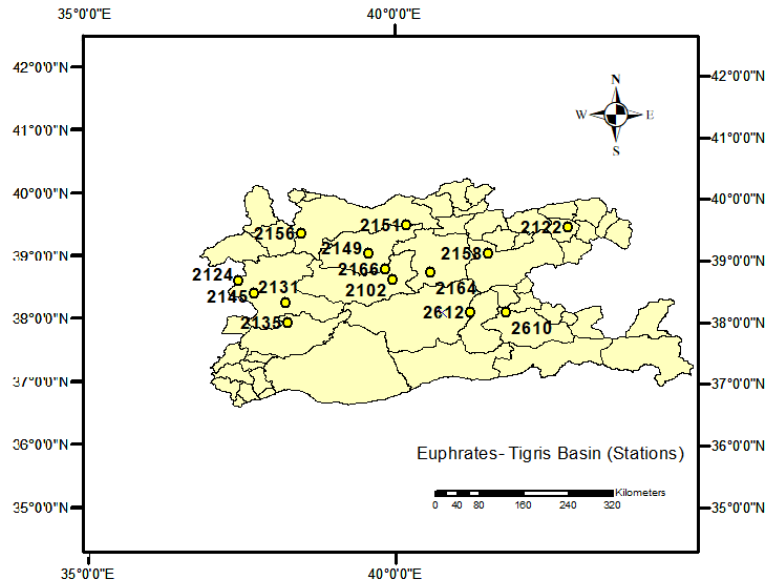 35°0'0"E 40°0'0"E
42°0'0"N 42°0'0"N
N
W E
S
41°0'0"N 41°0'0"N
40°0'0"N 40°0'0"N
2151 2122
2156
2149 2158
39°0'0"N 39°0'0"N
2166
2124 2131 2102 2164
2145
2612
38°0'0"N 2135 2610 38°0'0"N
37°0'0"N 37°0'0"N
36°0'0"N 36°0'0"N
Euphrates- Tigris Basin (Stations)
Kilometers
0 40 80 160 240 320
35°0'0"N 35°0'0"N
35°0'0"E 40°0'0"E